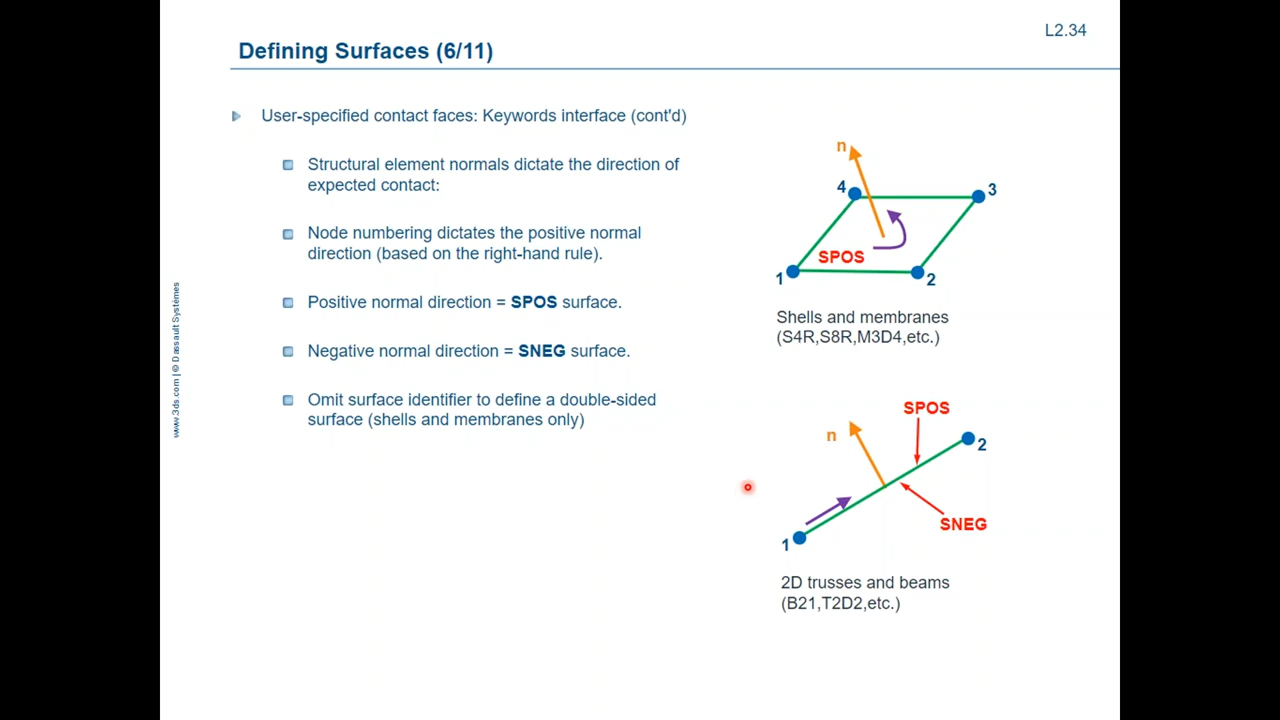 L2.34
Defining Surfaces (6/11)
User-specified contact faces: Keywords interface (cont'd)
Structural element normals dictate the direction of
expected contact:
Node numbering dictates the positive normal
direction (based on the right-hand rule).
Positive normal direction = SPOS surface.
Negative normal direction = SNEG surface.
Omit surface identifier to define a double-sided
surface (shells and membranes only)
n
4
3
SPOS
1
2
Shells and membranes
(S4R,S8R,M3D4,etc.)
SPOS
n
2
SNEG
1
2D trusses and beams
(B21,T2D2,etc.)
www.3ds.com | © Dassault Systèmes